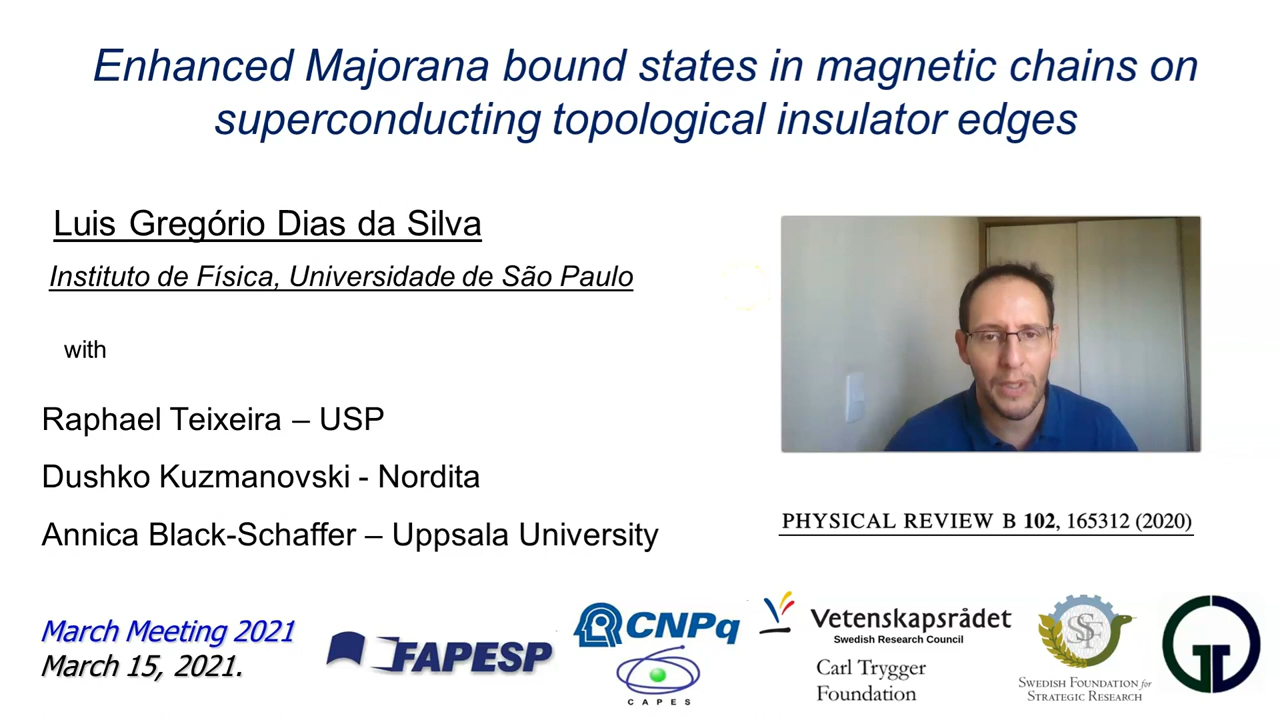 Enhanced Majorana bound states in magnetic chains on
superconducting topological insulator edges
Luis Gregório Dias da Silva
Instituto de Física, Universidade de São Paulo
with
Raphael Teixeira – USP
Dushko Kuzmanovski - Nordita
Annica Black-Schaffer – Uppsala University
PHYSICAL REVIEW B 102, 165312 (2020)
March Meeting 2021
March 15, 2021.
FAPESP
CNPq
CAPES
Vetenskapsrådet
Swedish Research Council
Carl Trygger
Foundation
SSF
SWEDISH FOUNDATION for
STRATEGIC RESEARCH